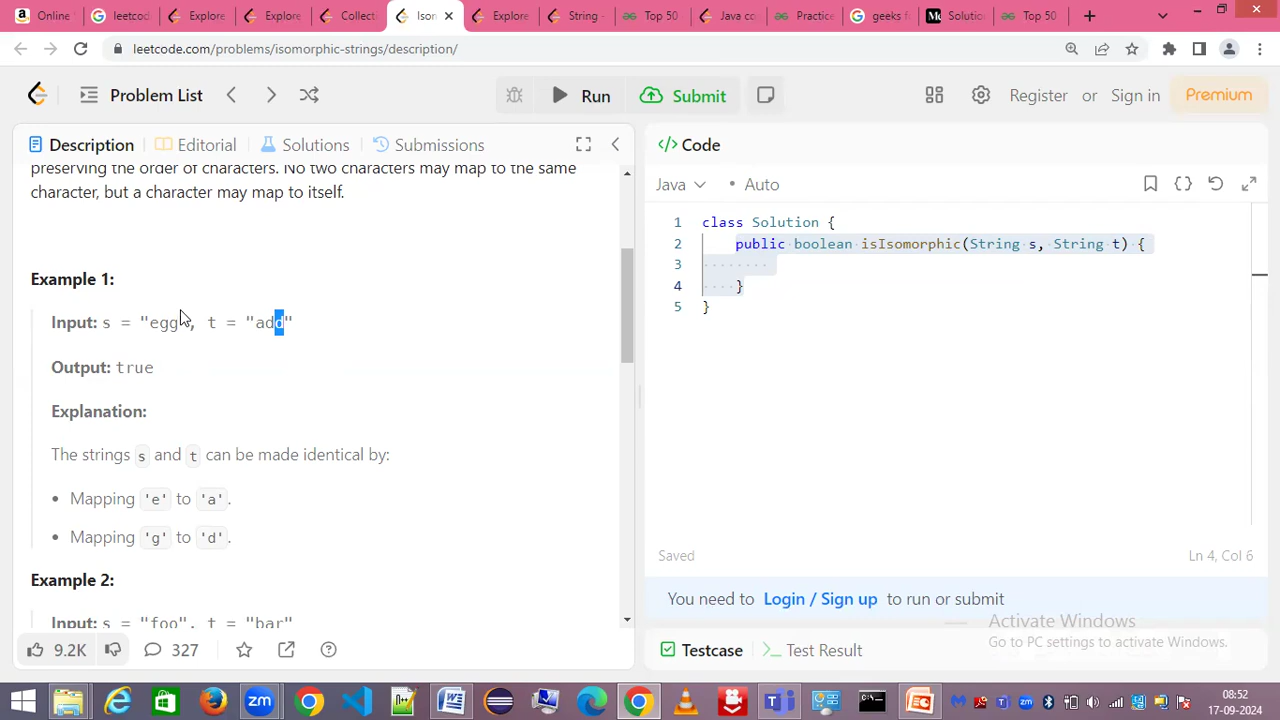 Online
leetcod
Explore
Explore
Collecti
Isom
Explore
String -
Top 50
Java co
Practice
geeks f
Solutio
Top 50
leetcode.com/problems/isomorphic-strings/description/
Problem List
Run
Submit
Register or Sign in
Premium
Description
Editorial
Solutions
Submissions
preserving the order of characters. No two characters may map to the same
character, but a character may map to itself.
Example 1:
Input: s = "egg", t = "add"
Output: true
Explanation:
The strings s and t can be made identical by:
• Mapping 'e' to 'a'.
• Mapping 'g' to 'd'.
Example 2:
Input: s = "foo", t = "bar"
9.2K
327
</> Code
Java
• Auto
1 class Solution {
2 public boolean isIsomorphic(String s, String t) {
3
4 }
5 }
Saved
Ln 4, Col 6
You need to Login / Sign up to run or submit
Activate Windows
Go to PC settings to activate Windows.
Testcase
Test Result
08:52
17-09-2024